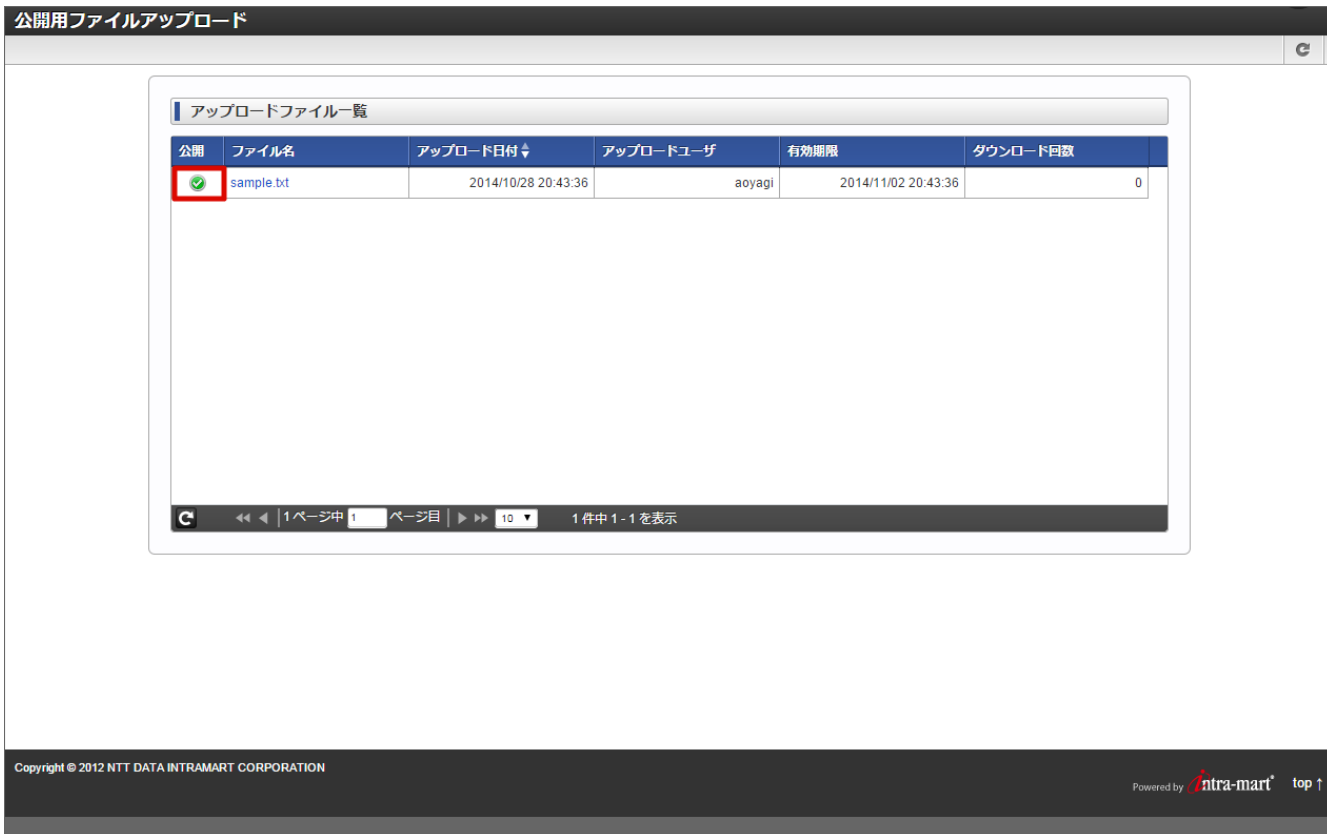 公開用ファイルアップロード
アップロードファイル一覧
公開 ファイル名 アップロード日付 アップロードユーザ 有効期限 ダウンロード回数
sample.txt 2014/10/28 20:43:36 aoyagi 2014/11/02 20:43:36 0
1ページ中 1 ページ目 10 1 件中 1 - 1 を表示
Copyright © 2012 NTT DATA INTRAMART CORPORATION
Powered by intra-mart® top ↑